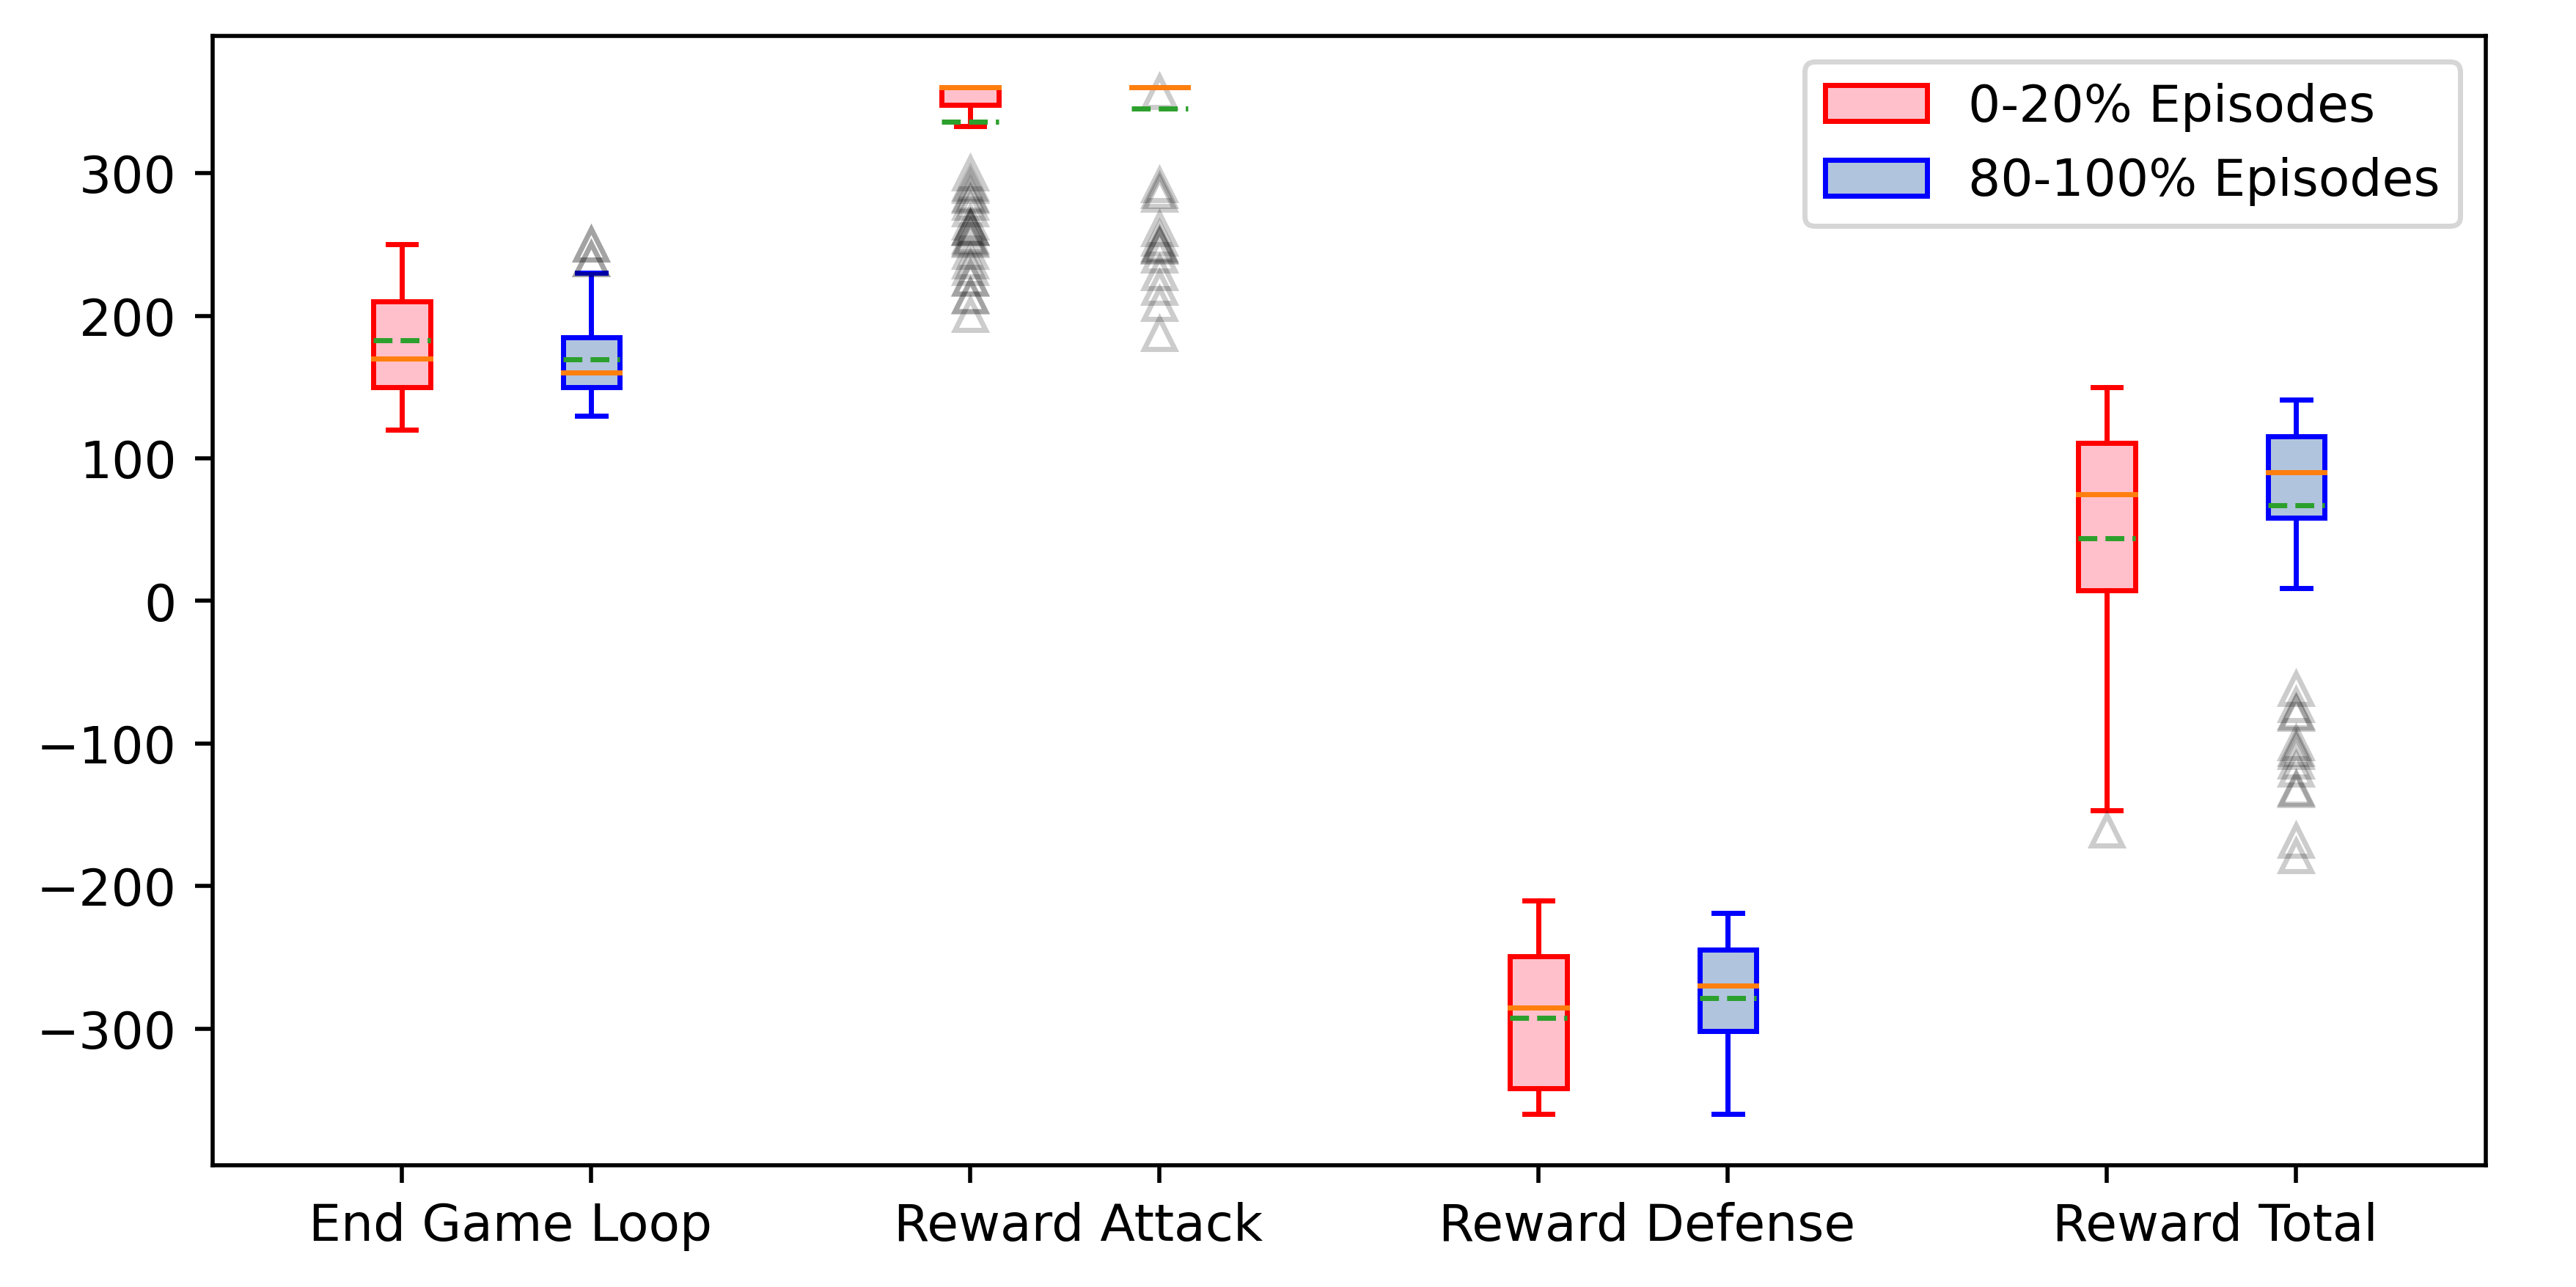 0-20% Episodes
80-100% Episodes
300
200
100
0
−100
−200
−300
End Game Loop
Reward Attack
Reward Defense
Reward Total